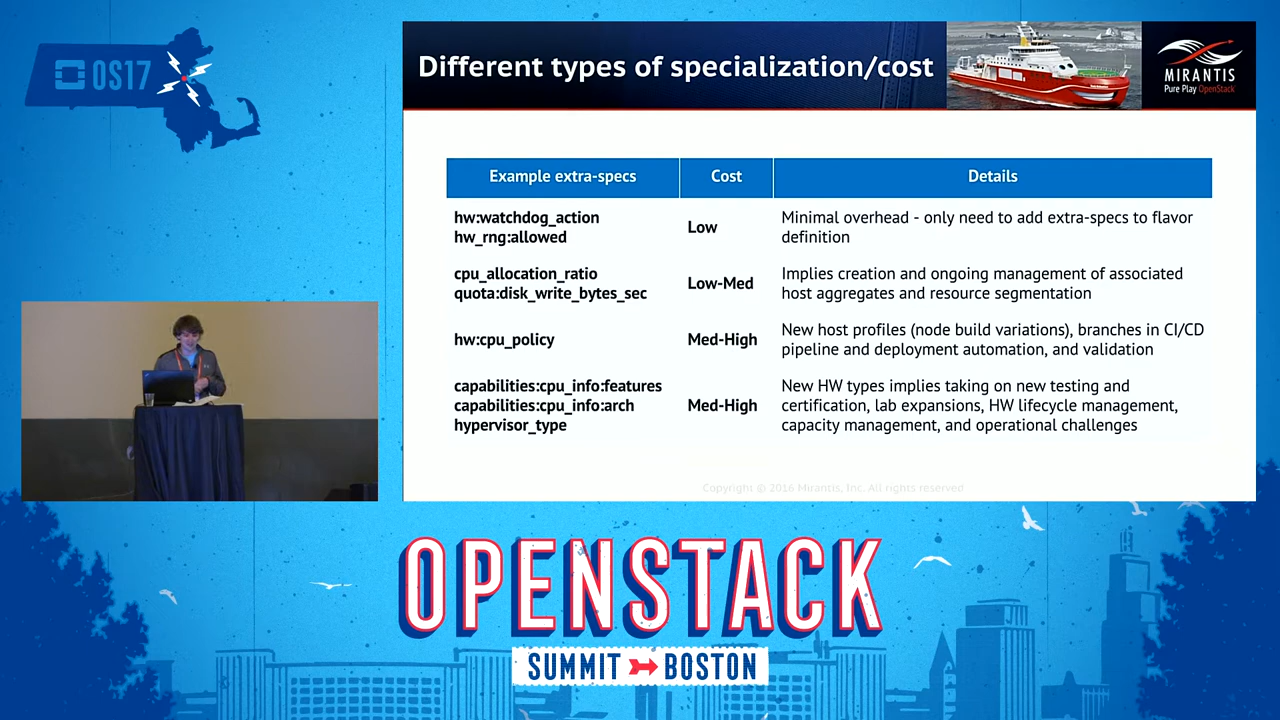 OS17
Different types of specialization/cost
MIRANTIS
Pure Play OpenStack
Example extra-specs
Cost
Details
hw:watchdog_action
hw_rng:allowed
Low
Minimal overhead - only need to add extra-specs to flavor
definition
cpu_allocation_ratio
quota:disk_write_bytes_sec
Low-Med
Implies creation and ongoing management of associated
host aggregates and resource segmentation
hw:cpu_policy
Med-High
New host profiles (node build variations), branches in CI/CD
pipeline and deployment automation, and validation
capabilities:cpu_info:features
capabilities:cpu_info:arch
hypervisor_type
Med-High
New HW types implies taking on new testing and
certification, lab expansions, HW lifecycle management,
capacity management, and operational challenges
Copyright © 2016 Mirantis, Inc. All rights reserved
OPENSTACK
SUMMIT BOSTON